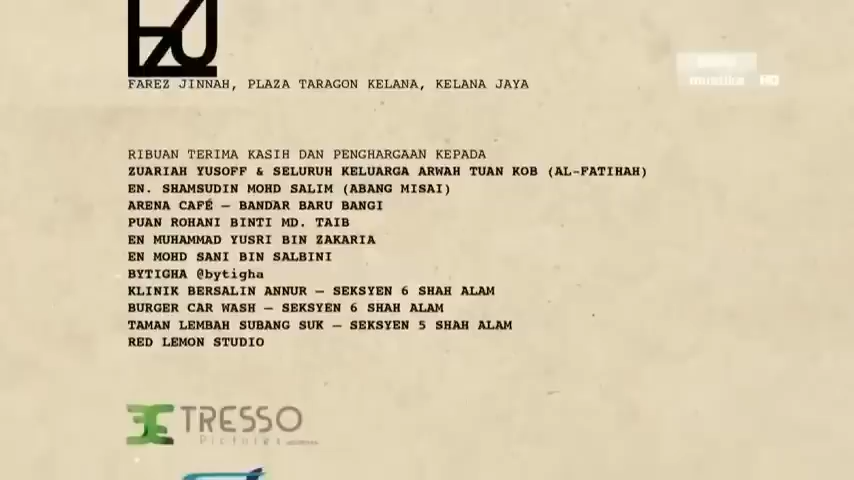 FAREZ JINNAH, PLAZA TARAGON KELANA, KELANA JAYA
mustika HD
RIBUAN TERIMA KASIH DAN PENGHARGAAN KEPADA
ZUARIAH YUSOFF & SELURUH KELUARGA ARWAH TUAN KOB (AL-FATIHAH)
EN. SHAMSUDIN MOHD SALIM (ABANG MISAI)
ARENA CAFÉ – BANDAR BARU BANGI
PUAN ROHANI BINTI MD. TAIB
EN MUHAMMAD YUSRI BIN ZAKARIA
EN MOHD SANI BIN SALBINI
BYTIGHA @bytigha
KLINIK BERSALIN ANNUR – SEKSYEN 6 SHAH ALAM
BURGER CAR WASH – SEKSYEN 6 SHAH ALAM
TAMAN LEMBAH SUBANG SUK – SEKSYEN 5 SHAH ALAM
RED LEMON STUDIO
TRESSO
Pictures